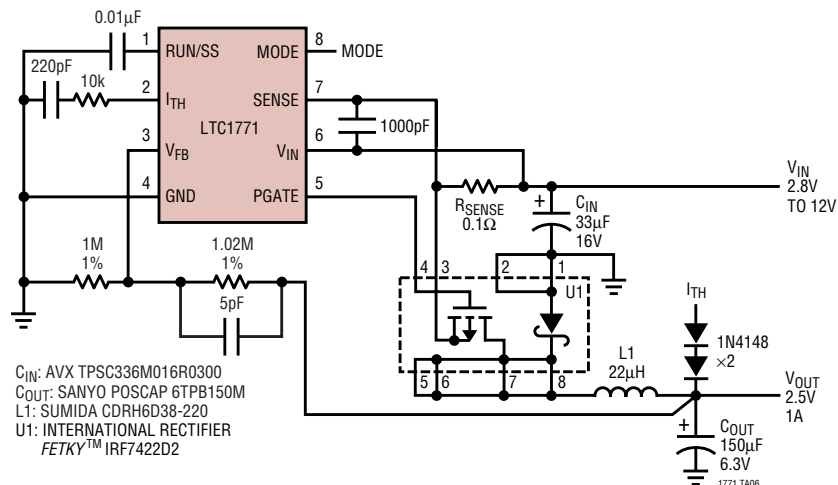 0.01µF
220pF
10k
1 RUN/SS
2 ITH
3 VFB
4 GND
LTC1771
MODE 8 MODE
SENSE 7
VIN 6
PGATE 5
1000pF
RSENSE
0.1Ω
+ CIN
33µF
16V
VIN
2.8V
TO 12V
1M
1%
1.02M
1%
5pF
4 3 2 1
U1
5 6 7 8
L1
22µH
ITH
1N4148
×2
VOUT
2.5V
1A
+ COUT
150µF
6.3V
1771 TA06
CIN: AVX TPSC336M016R0300
COUT: SANYO POSCAP 6TPB150M
L1: SUMIDA CDRH6D38-220
U1: INTERNATIONAL RECTIFIER
FETKY™ IRF7422D2